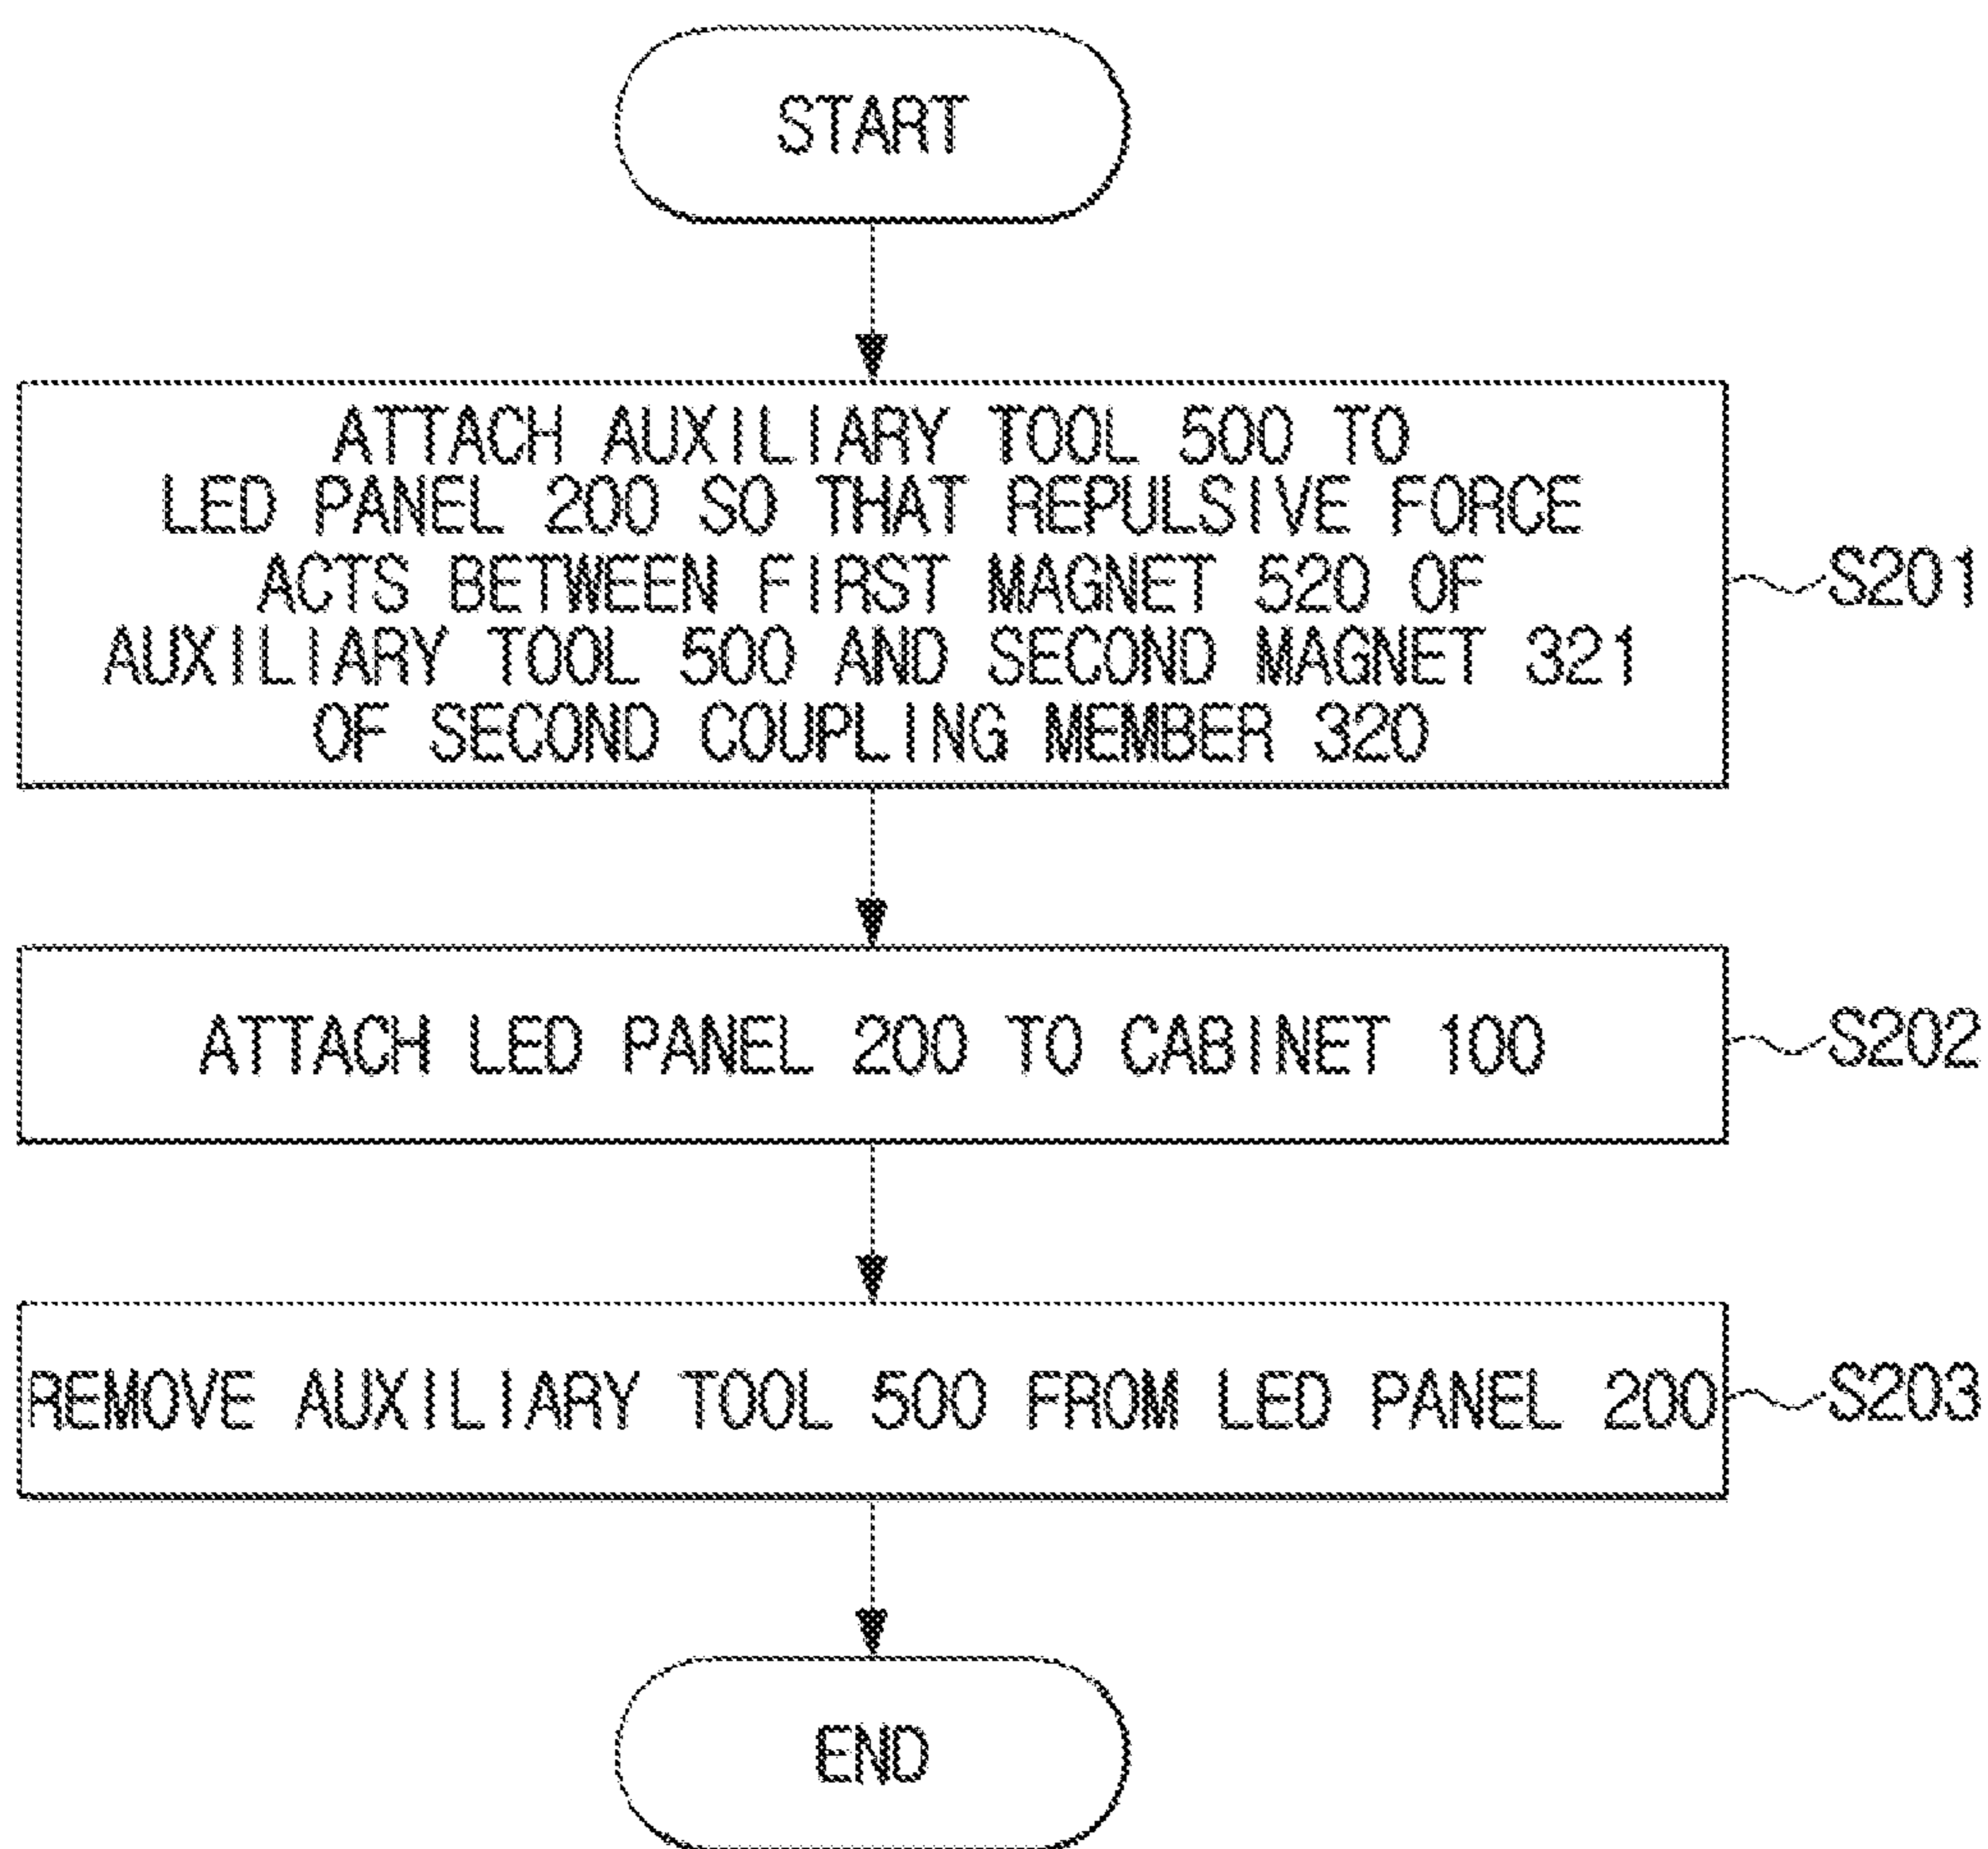 START
ATTACH AUXILIARY TOOL 500 TO
LED PANEL 200 SO THAT REPULSIVE FORCE
ACTS BETWEEN FIRST MAGNET 520 OF
AUXILIARY TOOL 500 AND SECOND MAGNET 321
OF SECOND COUPLING MEMBER 320
S201
ATTACH LED PANEL 200 TO CABINET 100
S202
REMOVE AUXILIARY TOOL 500 FROM LED PANEL 200
S203
END